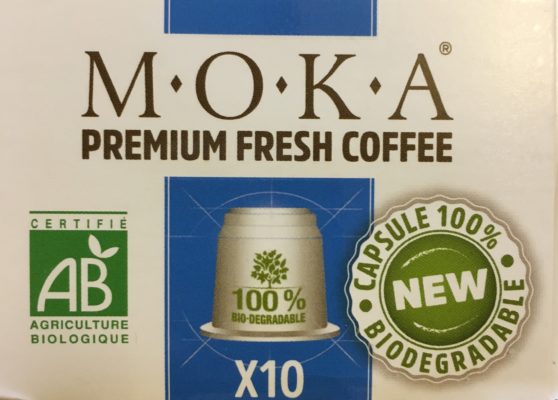 M·O·K·A®
PREMIUM FRESH COFFEE
CERTIFIÉ
AB
AGRICULTURE
BIOLOGIQUE
100 %
BIO-DEGRADABLE
X10
CAPSULE 100%
NEW
BIODEGRADABLE